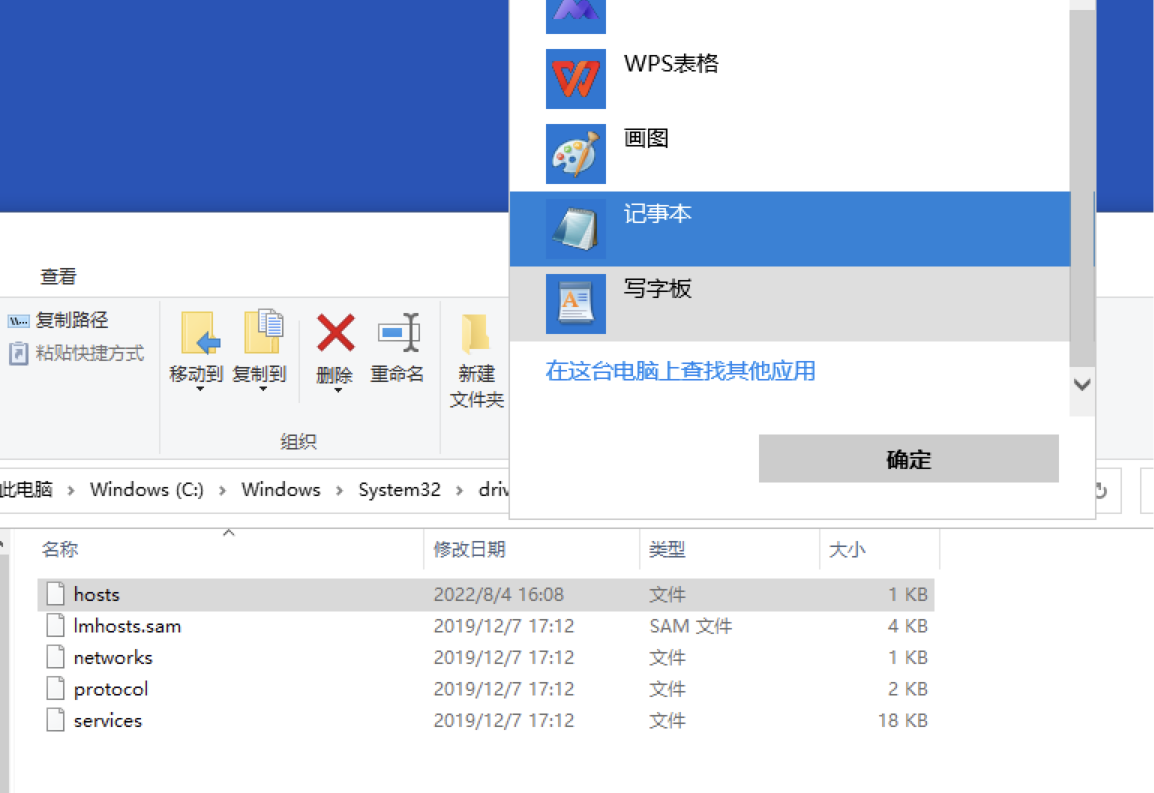 WPS表格
画图
记事本
写字板
在这台电脑上查找其他应用
确定
查看
复制路径
粘贴快捷方式
移动到
复制到
删除
重命名
新建
文件夹
组织
此电脑 › Windows (C:) › Windows › System32 › driv
名称 修改日期 类型 大小
hosts 2022/8/4 16:08 文件 1 KB
lmhosts.sam 2019/12/7 17:12 SAM 文件 4 KB
networks 2019/12/7 17:12 文件 1 KB
protocol 2019/12/7 17:12 文件 2 KB
services 2019/12/7 17:12 文件 18 KB